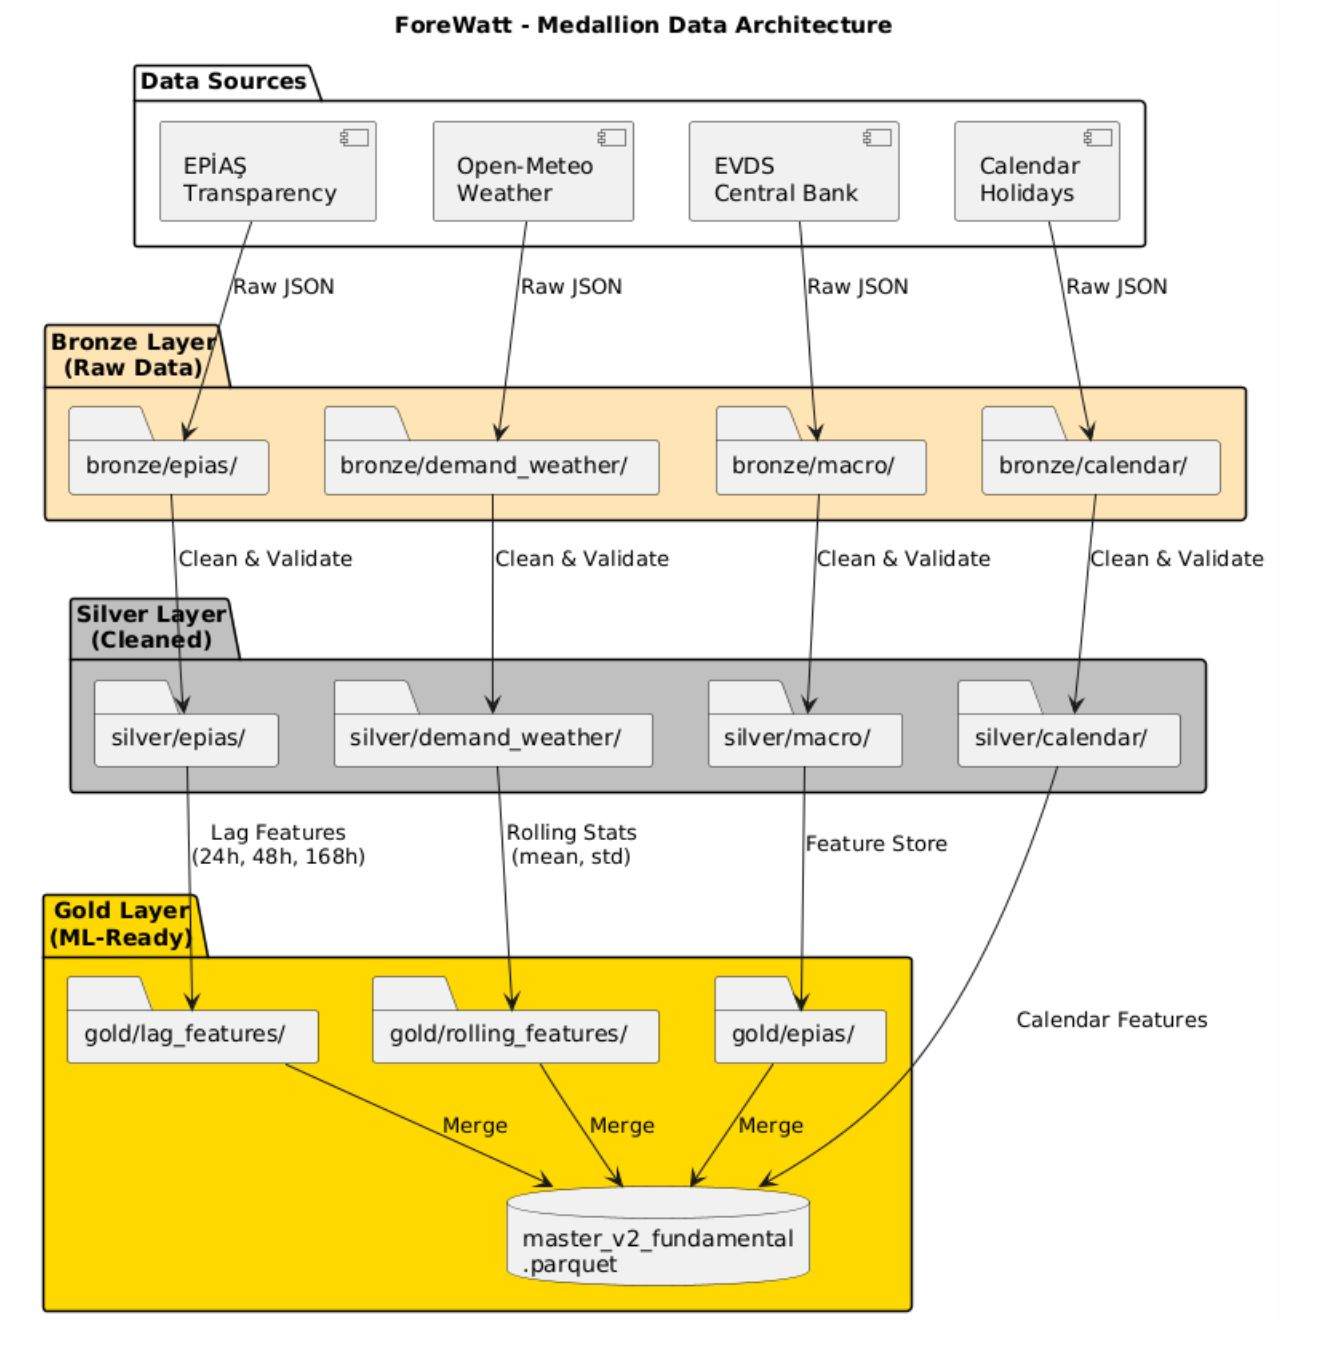 ForeWatt - Medallion Data Architecture
Data Sources
EPİAŞ
Transparency
Open-Meteo
Weather
EVDS
Central Bank
Calendar
Holidays
Raw JSON
Raw JSON
Raw JSON
Raw JSON
Bronze Layer
(Raw Data)
bronze/epias/
bronze/demand_weather/
bronze/macro/
bronze/calendar/
Clean & Validate
Clean & Validate
Clean & Validate
Clean & Validate
Silver Layer
(Cleaned)
silver/epias/
silver/demand_weather/
silver/macro/
silver/calendar/
Lag Features
(24h, 48h, 168h)
Rolling Stats
(mean, std)
Feature Store
Gold Layer
(ML-Ready)
gold/lag_features/
gold/rolling_features/
gold/epias/
Calendar Features
Merge
Merge
Merge
master_v2_fundamental
.parquet